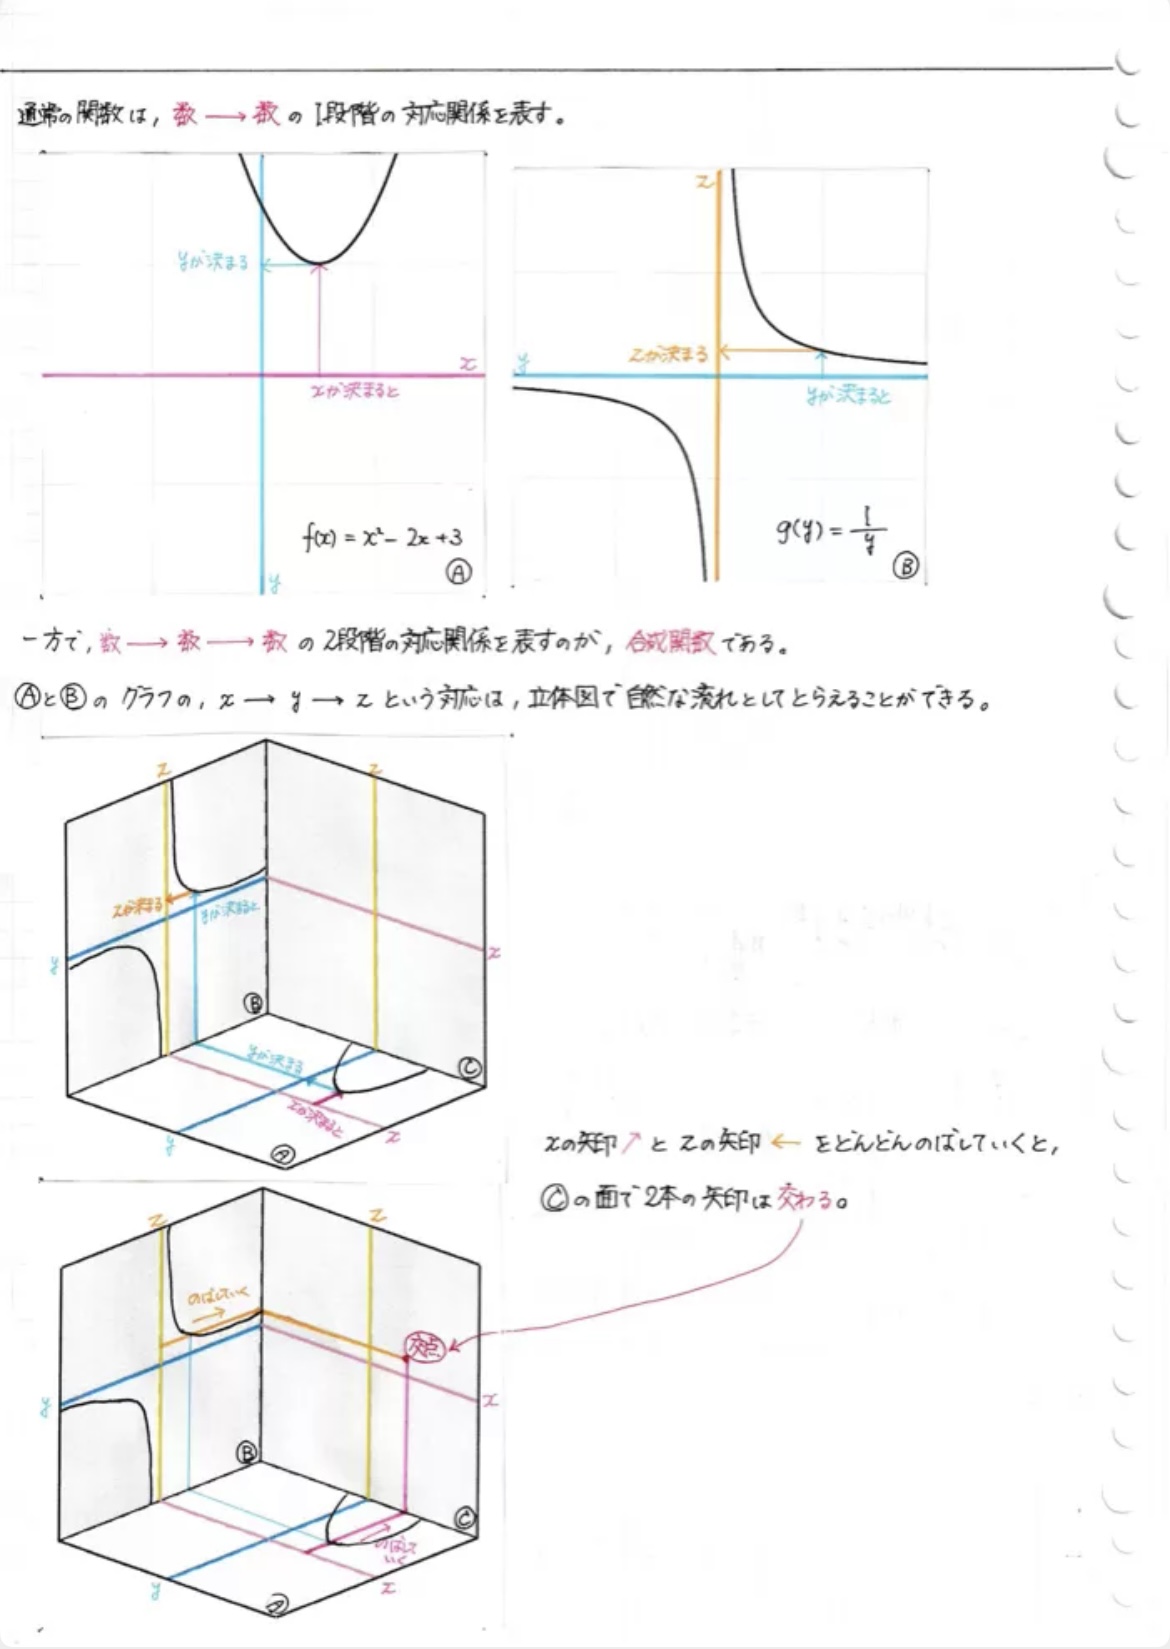 通常の関数は，数 → 数 の 1段階の 対応関係を表す。
yが決まる
x
xが決まると
f(x) = x² - 2x + 3
Ⓐ
y
z
y
zが決まる
yが決まると
g(y) = 1/y
Ⓑ
一方で，数 → 数 → 数 の 2段階の対応関係を表すのが，合成関数である。
ⒶとⒷの グラフの，x → y → z という対応は，立体図で自然な流れとしてとらえることができる。
z
z
zが決まる
yが決まると
y
x
Ⓑ
yが決まる
Ⓒ
xが決まると
x
y
Ⓐ
xの矢印↗と zの矢印 ← をどんどんのばしていくと，
Ⓒの面で2本の矢印は交わる。
z
z
のばしていく
交点
y
x
Ⓑ
Ⓒ
のばして
いく
y
x
Ⓐ